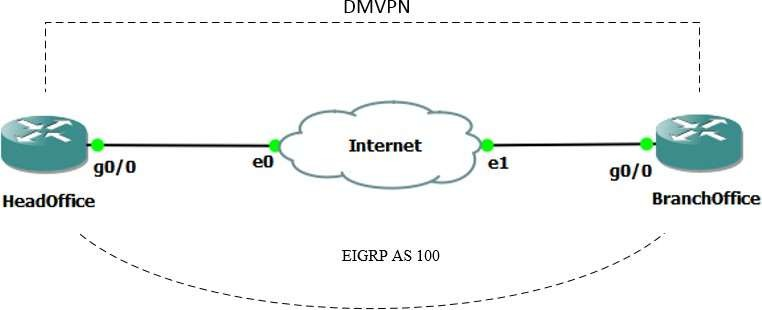 DMVPN
Internet
g0/0
e0
e1
g0/0
HeadOffice
BranchOffice
EIGRP AS 100